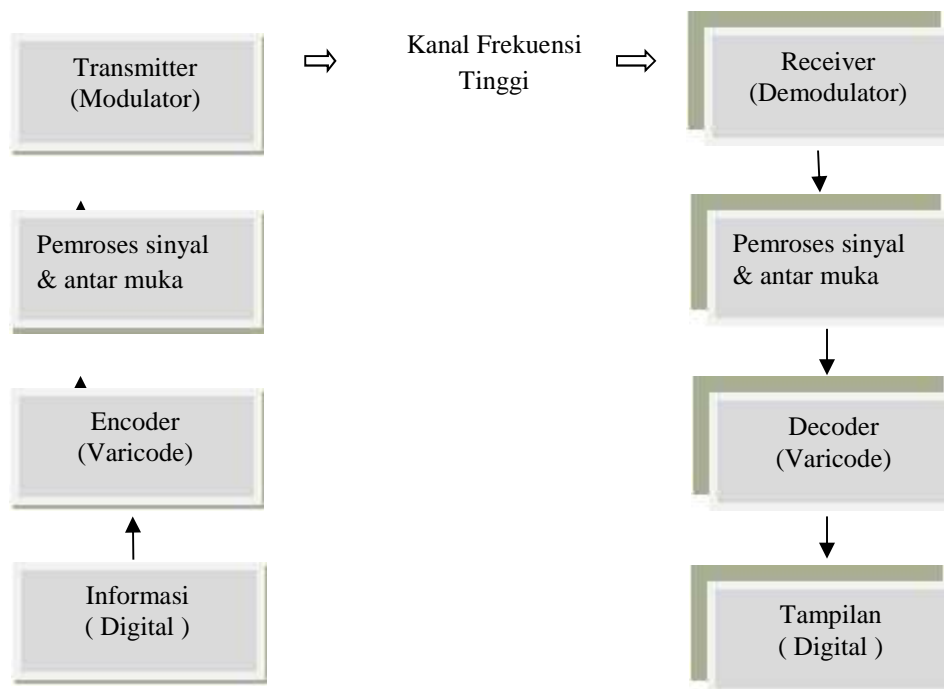 Transmitter
(Modulator)
Kanal Frekuensi
Tinggi
Receiver
(Demodulator)
Pemroses sinyal
& antar muka
Pemroses sinyal
& antar muka
Encoder
(Varicode)
Decoder
(Varicode)
Informasi
( Digital )
Tampilan
( Digital )